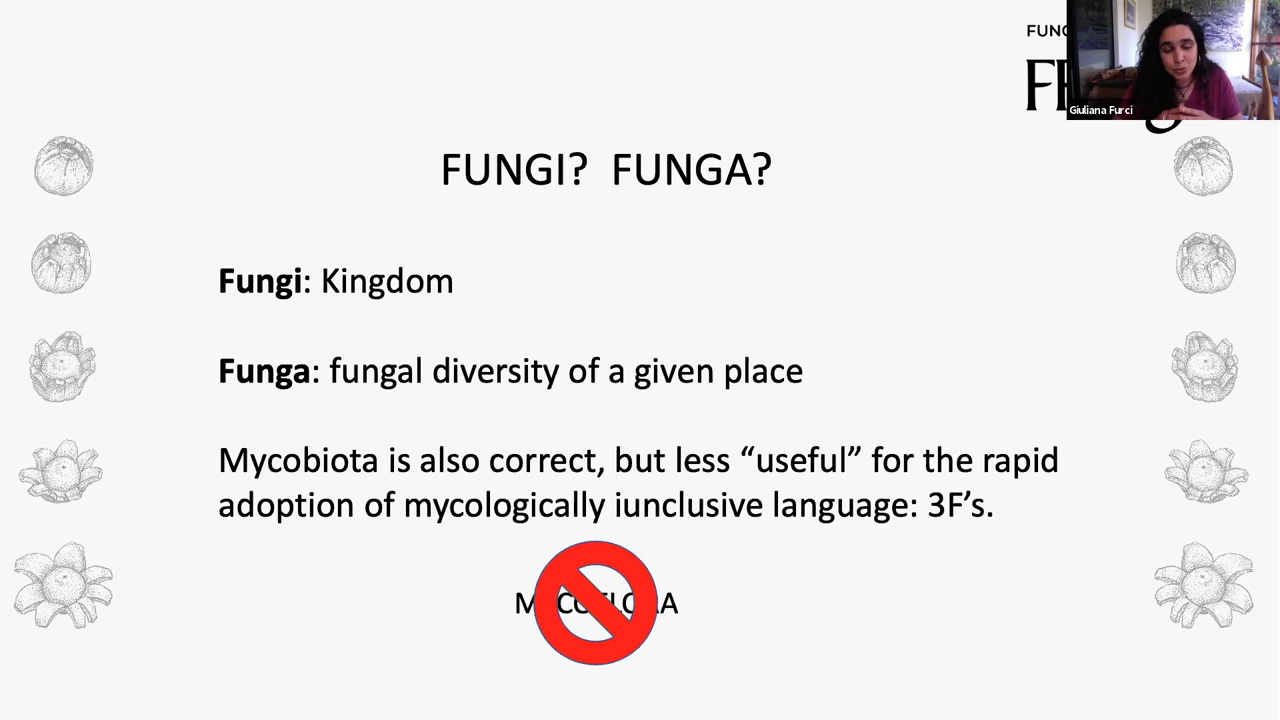 Giuliana Furci
FUNGI? FUNGA?
Fungi: Kingdom
Funga: fungal diversity of a given place
Mycobiota is also correct, but less “useful” for the rapid
adoption of mycologically iunclusive language: 3F’s.